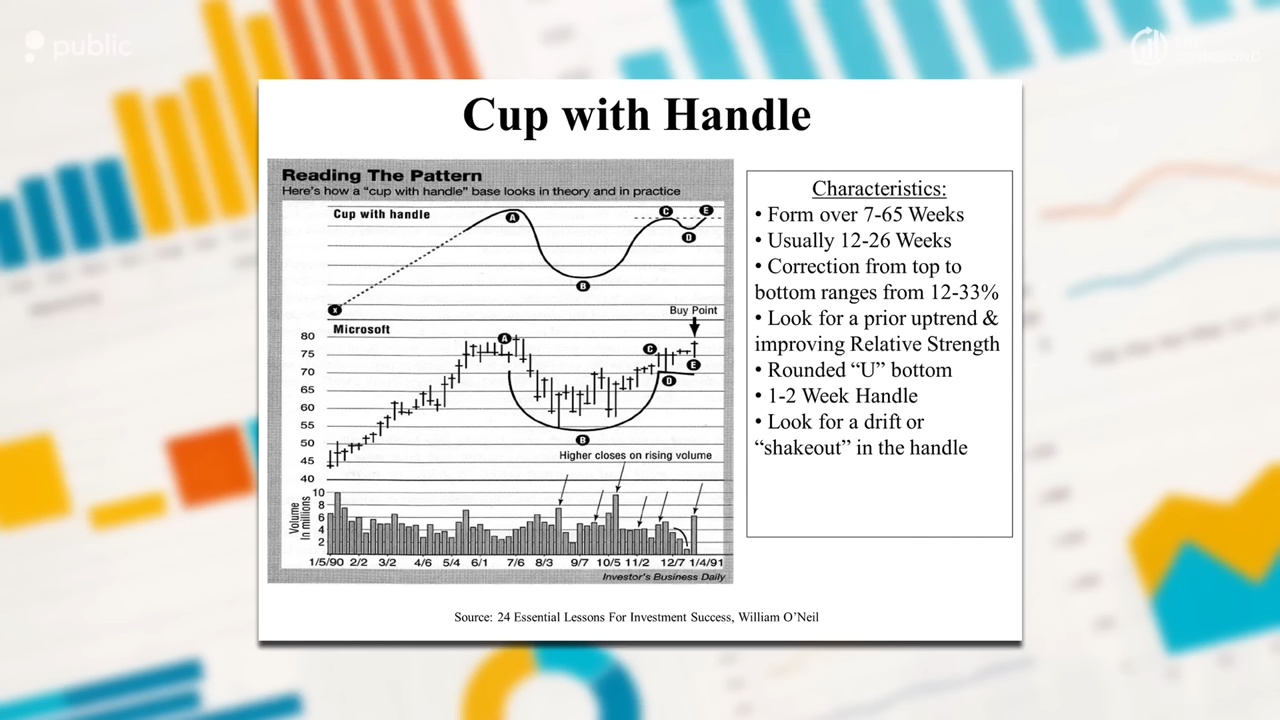 public
Cup with Handle
Reading The Pattern
Here's how a “cup with handle” base looks in theory and in practice
Cup with handle
A
C
E
D
B
X
Buy Point
Microsoft
80
75
70
65
60
55
50
45
40
A
C
E
D
B
Higher closes on rising volume
Volume
In millions
10
8
6
4
2
1/5/90 2/2 3/2 4/6 5/4 6/1 7/6 8/3 9/7 10/5 11/2 12/7 1/4/91
Investor's Business Daily
Characteristics:
• Form over 7-65 Weeks
• Usually 12-26 Weeks
• Correction from top to
bottom ranges from 12-33%
• Look for a prior uptrend &
improving Relative Strength
• Rounded “U” bottom
• 1-2 Week Handle
• Look for a drift or
“shakeout” in the handle
Source: 24 Essential Lessons For Investment Success, William O’Neil